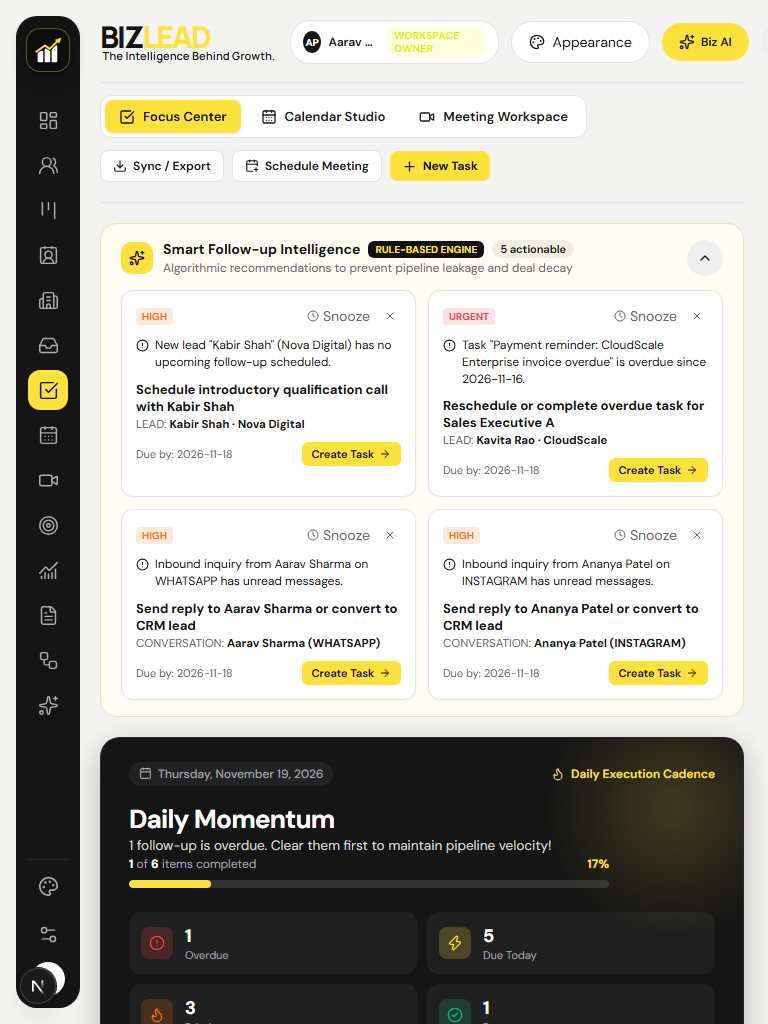 BIZLEAD
The Intelligence Behind Growth.
AP
Aarav ...
WORKSPACE
OWNER
Appearance
Biz AI
Focus Center
Calendar Studio
Meeting Workspace
Sync / Export
Schedule Meeting
New Task
Smart Follow-up Intelligence
RULE-BASED ENGINE
5 actionable
Algorithmic recommendations to prevent pipeline leakage and deal decay
HIGH
Snooze
New lead "Kabir Shah" (Nova Digital) has no
upcoming follow-up scheduled.
Schedule introductory qualification call
with Kabir Shah
LEAD: Kabir Shah · Nova Digital
Due by: 2026-11-18
Create Task
URGENT
Snooze
Task "Payment reminder: CloudScale
Enterprise invoice overdue" is overdue since
2026-11-16.
Reschedule or complete overdue task for
Sales Executive A
LEAD: Kavita Rao · CloudScale
Due by: 2026-11-18
Create Task
HIGH
Snooze
Inbound inquiry from Aarav Sharma on
WHATSAPP has unread messages.
Send reply to Aarav Sharma or convert to
CRM lead
CONVERSATION: Aarav Sharma (WHATSAPP)
Due by: 2026-11-18
Create Task
HIGH
Snooze
Inbound inquiry from Ananya Patel on
INSTAGRAM has unread messages.
Send reply to Ananya Patel or convert to
CRM lead
CONVERSATION: Ananya Patel (INSTAGRAM)
Due by: 2026-11-18
Create Task
Thursday, November 19, 2026
Daily Execution Cadence
Daily Momentum
1 follow-up is overdue. Clear them first to maintain pipeline velocity!
1 of 6 items completed
17%
1
Overdue
5
Due Today
3
1
N